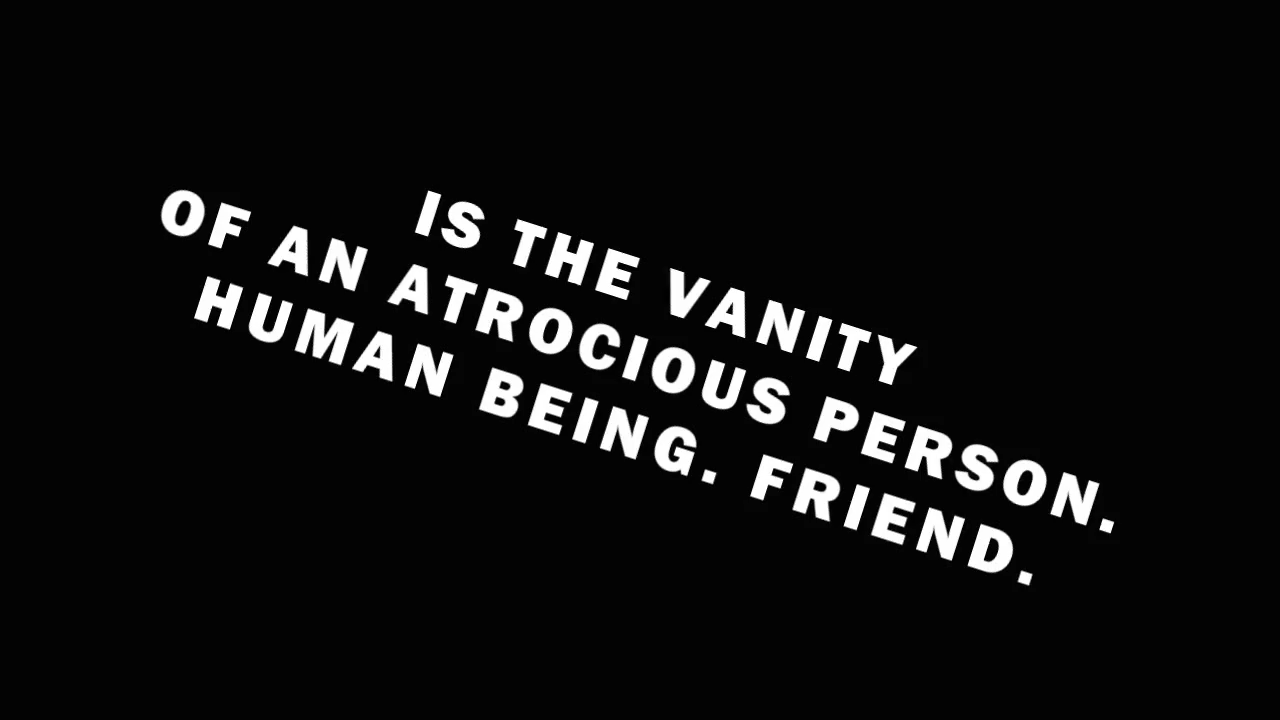 IS THE VANITY
OF AN ATROCIOUS PERSON.
HUMAN BEING. FRIEND.